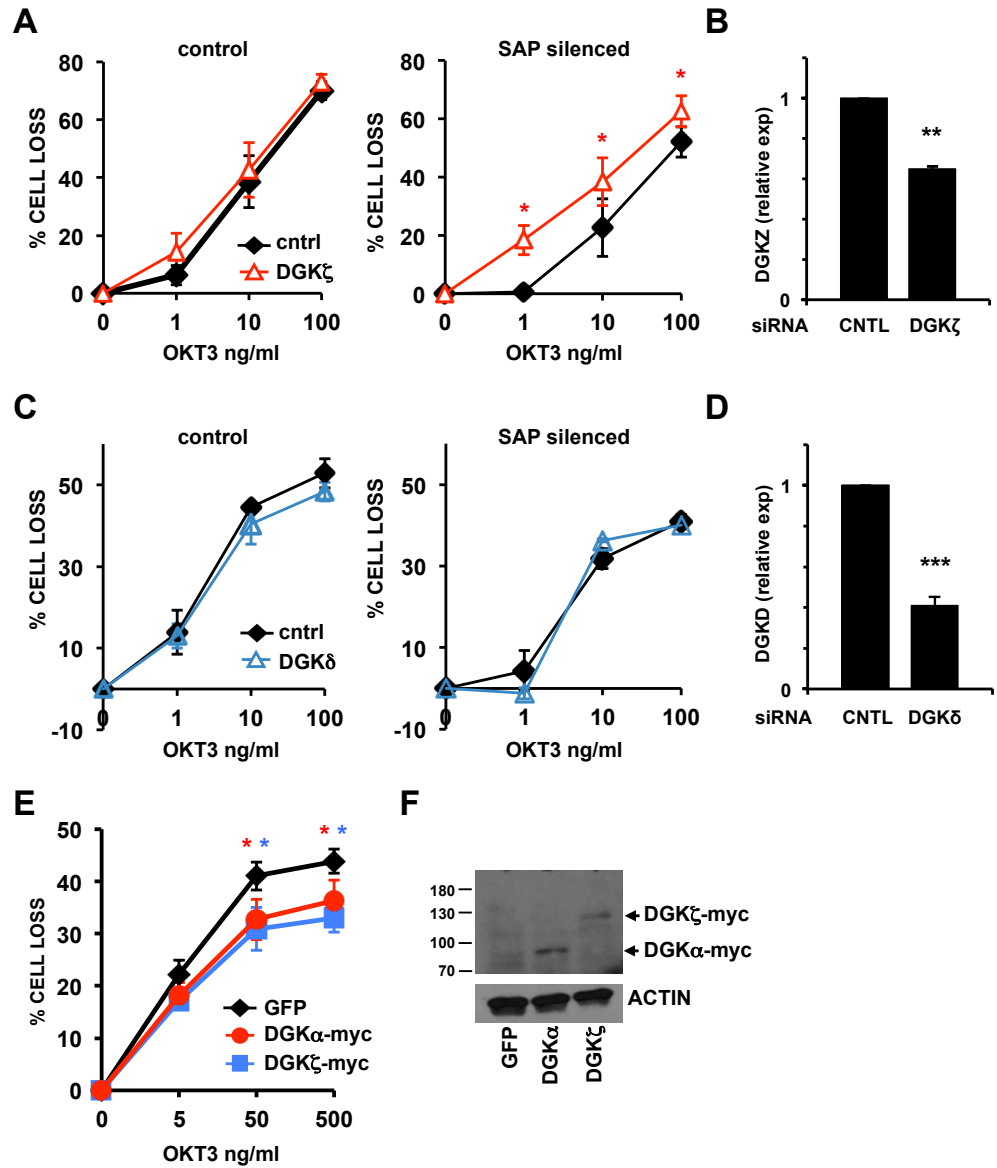 A
control
% CELL LOSS
80
60
40
20
0
0 1 10 100
OKT3 ng/ml
cntrl
DGKζ
SAP silenced
% CELL LOSS
80
60
40
20
0
* * *
0 1 10 100
OKT3 ng/ml
B
DGKZ (relative exp)
1
0
**
siRNA CNTL DGKζ
C
control
% CELL LOSS
50
30
10
-10
0 1 10 100
OKT3 ng/ml
cntrl
DGKδ
SAP silenced
% CELL LOSS
50
30
10
-10
0 1 10 100
OKT3 ng/ml
D
DGKD (relative exp)
1
0
***
siRNA CNTL DGKδ
E
% CELL LOSS
50
40
30
20
10
0
* * * *
GFP
DGKα-myc
DGKζ-myc
0 5 50 500
OKT3 ng/ml
F
180
130
100
70
DGKζ-myc
DGKα-myc
ACTIN
GFP
DGKα
DGKζ